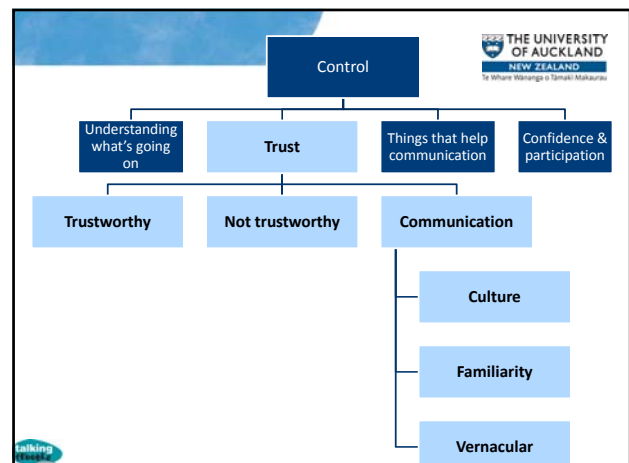 THE UNIVERSITY
OF AUCKLAND
NEW ZEALAND
Te Whare Wānanga o Tāmaki Makaurau
Control
Understanding
what's going
on
Trust
Things that help
communication
Confidence &
participation
Trustworthy
Not trustworthy
Communication
Culture
Familiarity
Vernacular
talking